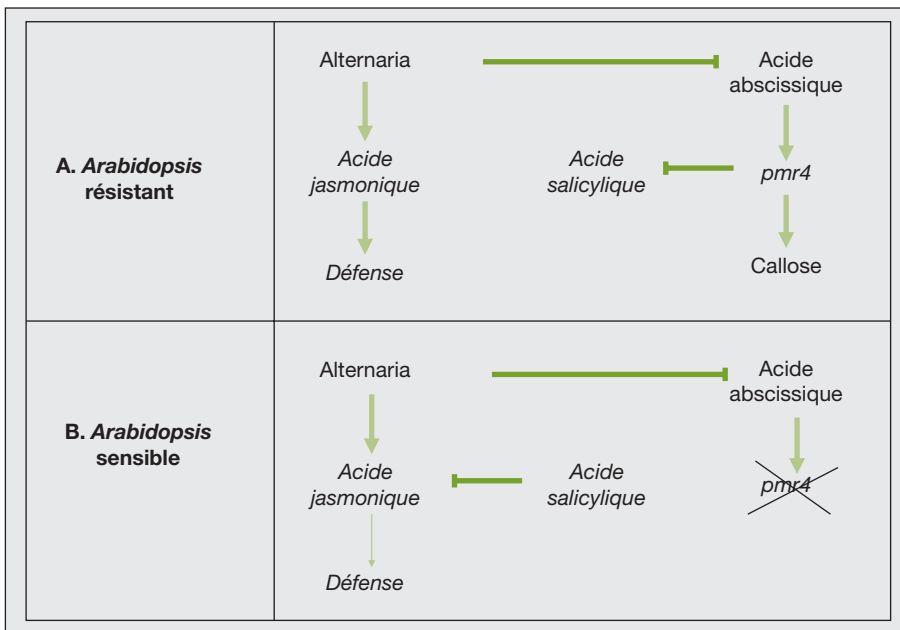 A. Arabidopsis
résistant
Alternaria
Acide
abscissique
Acide
jasmonique
Acide
salicylique
pmr4
Défense
Callose
B. Arabidopsis
sensible
Alternaria
Acide
abscissique
Acide
jasmonique
Acide
salicylique
pmr4
Défense